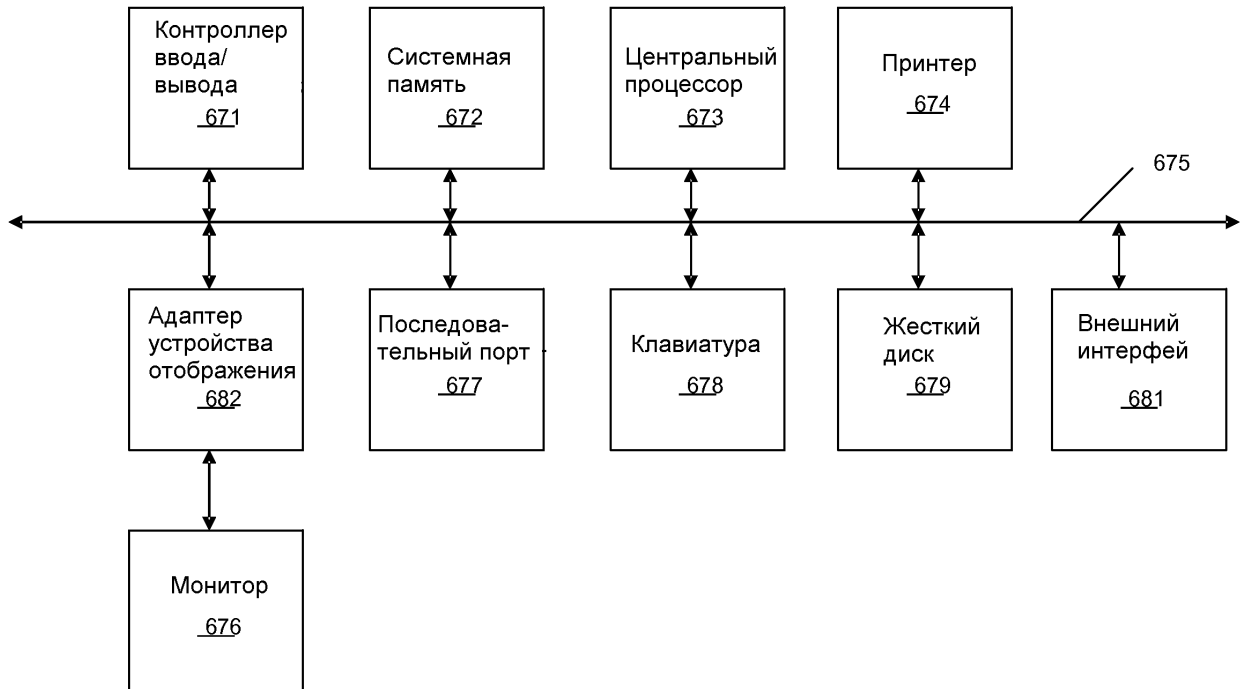 Контроллер
ввода/
вывода
671
Системная
память
672
Центральный
процессор
673
Принтер
674
675
Адаптер
устройства
отображения
682
Последова-
тельный порт
677
Клавиатура
678
Жесткий
диск
679
Внешний
интерфей
681
Монитор
676